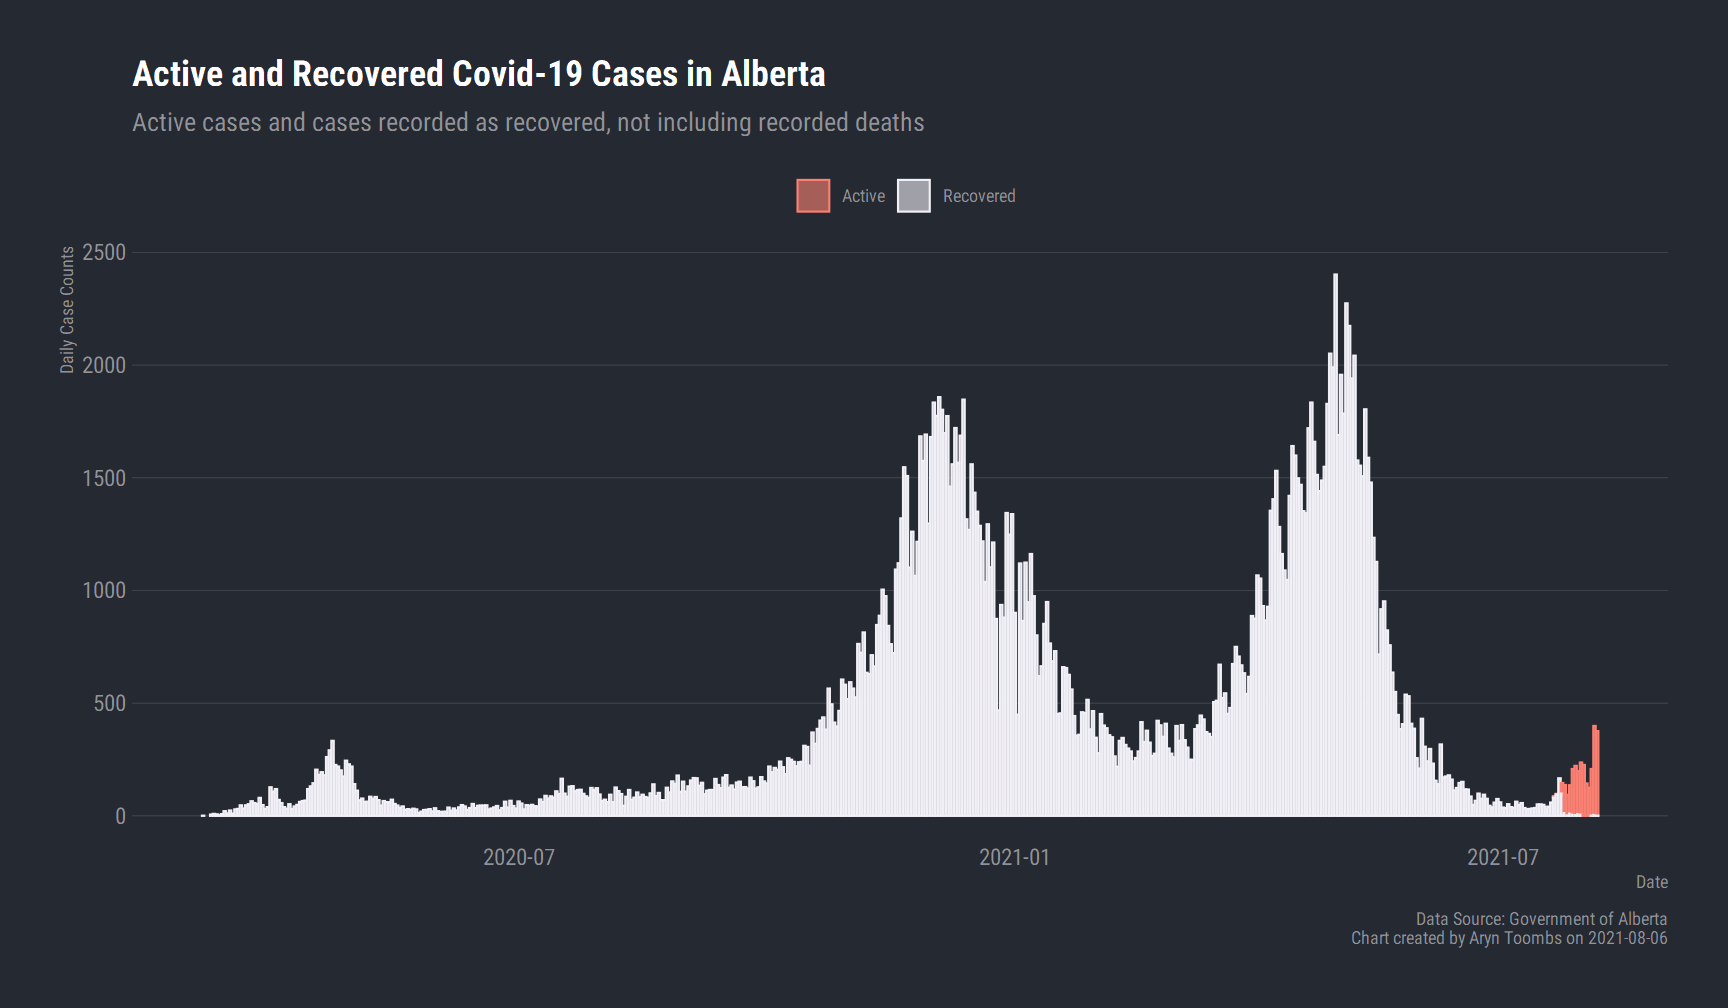 Active and Recovered Covid-19 Cases in Alberta
Active cases and cases recorded as recovered, not including recorded deaths
Active
Recovered
Daily Case Counts
2500
2000
1500
1000
500
0
2020-07
2021-01
2021-07
Date
Data Source: Government of Alberta
Chart created by Aryn Toombs on 2021-08-06